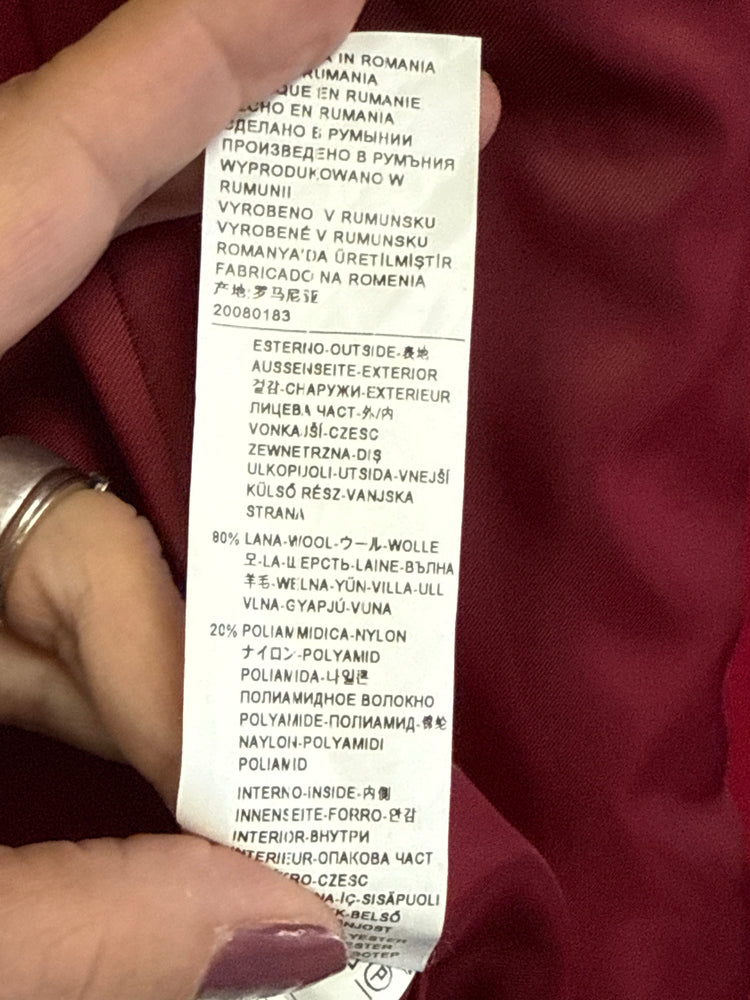 IN ROMANIA
RUMANIA
QUE EN RUMANIE
HECHO EN RUMANIA
СДЕЛАНО В РУМЫНИИ
ПРОИЗВЕДЕНО В РУМЪНИЯ
WYPRODUKOWANO W
RUMUNII
VYROBENO V RUMUNSKU
VYROBENÉ V RUMUNSKU
ROMANYA'DA ÜRETİLMİŞTİR
FABRICADO NA ROMENIA
产地:罗马尼亚
20080183
ESTERNO-OUTSIDE-表地
AUSSENSEITE-EXTERIOR
겉감-СНАРУЖИ-EXTERIEUR
ЛИЦЕВА ЧАСТ-外/内
VONKAJŠÍ-CZESC
ZEWNETRZNA-DIŞ
ULKOPUOLI-UTSIDA-VNEJŠÍ
KÜLSŐ RÉSZ-VANJSKA
STRANA
80% LANA-WOOL-ウール-WOLLE
모-LA-ШЕРСТЬ-LAINE-ВЪЛНА
羊毛-WEŁNA-YÜN-VILLA-ULL
VLNA-GYAPJÚ-VUNA
20% POLIAMMIDICA-NYLON
ナイロン-POLYAMID
POLIAMIDA-나일론
ПОЛИАМИДНОЕ ВОЛОКНО
POLYAMIDE-ПОЛИАМИД-锦纶
NAYLON-POLYAMIDI
POLIAMID
INTERNO-INSIDE-内側
INNENSEITE-FORRO-안감
INTERIOR-ВНУТРИ
INTERIEUR-ОПАКОВА ЧАСТ
CZESC
İÇ-SISÄPUOLI
BELSŐ
P